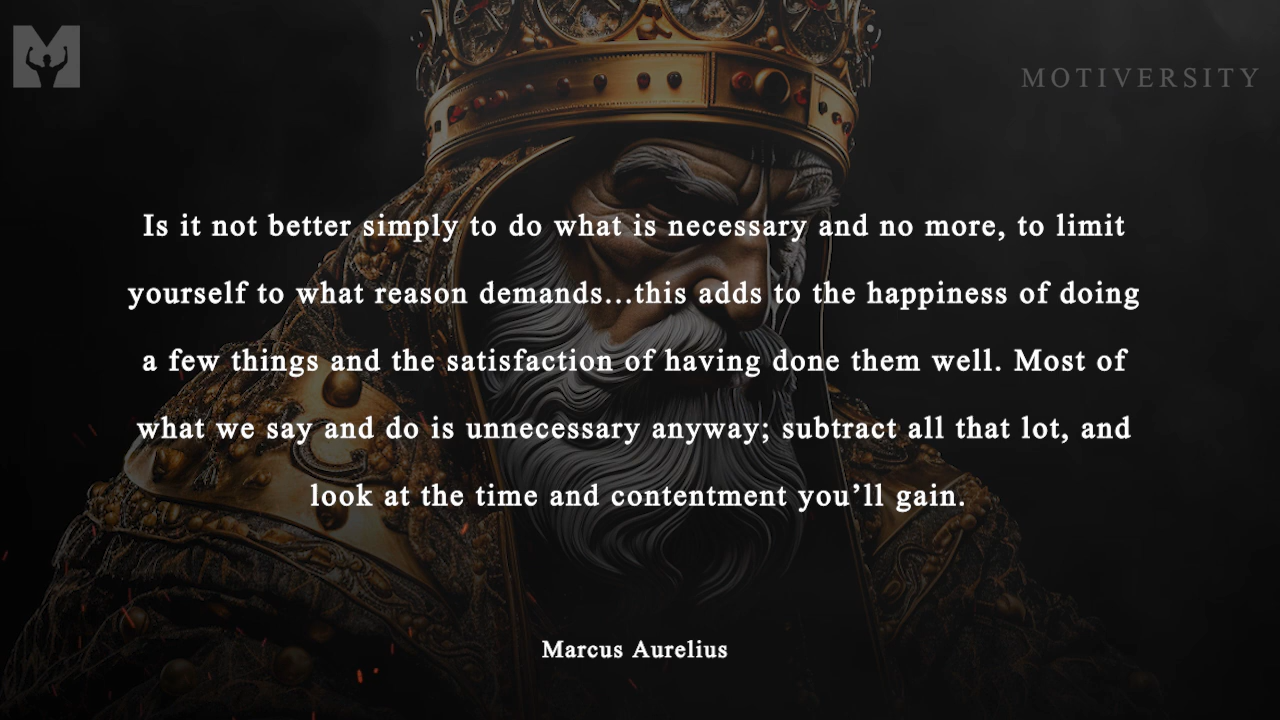 MOTIVERSITY
Is it not better simply to do what is necessary and no more, to limit
yourself to what reason demands...this adds to the happiness of doing
a few things and the satisfaction of having done them well. Most of
what we say and do is unnecessary anyway; subtract all that lot, and
look at the time and contentment you’ll gain.
Marcus Aurelius